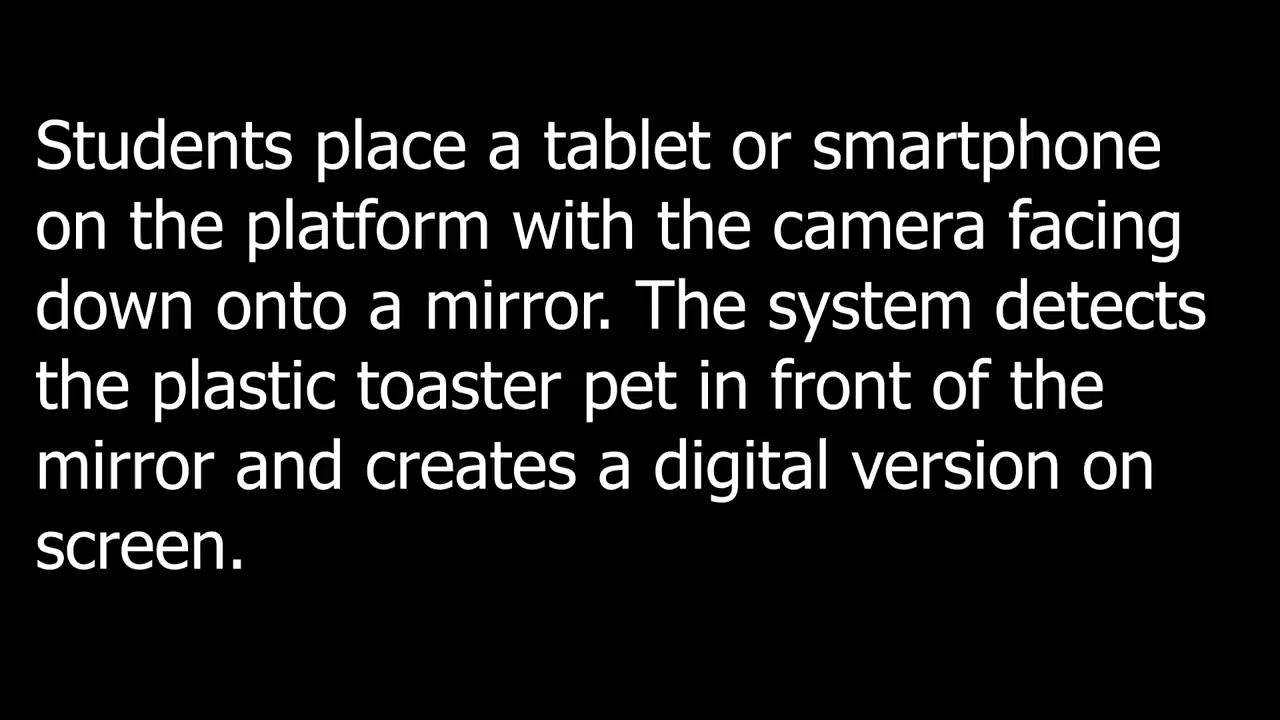 Students place a tablet or smartphone
on the platform with the camera facing
down onto a mirror. The system detects
the plastic toaster pet in front of the
mirror and creates a digital version on
screen.